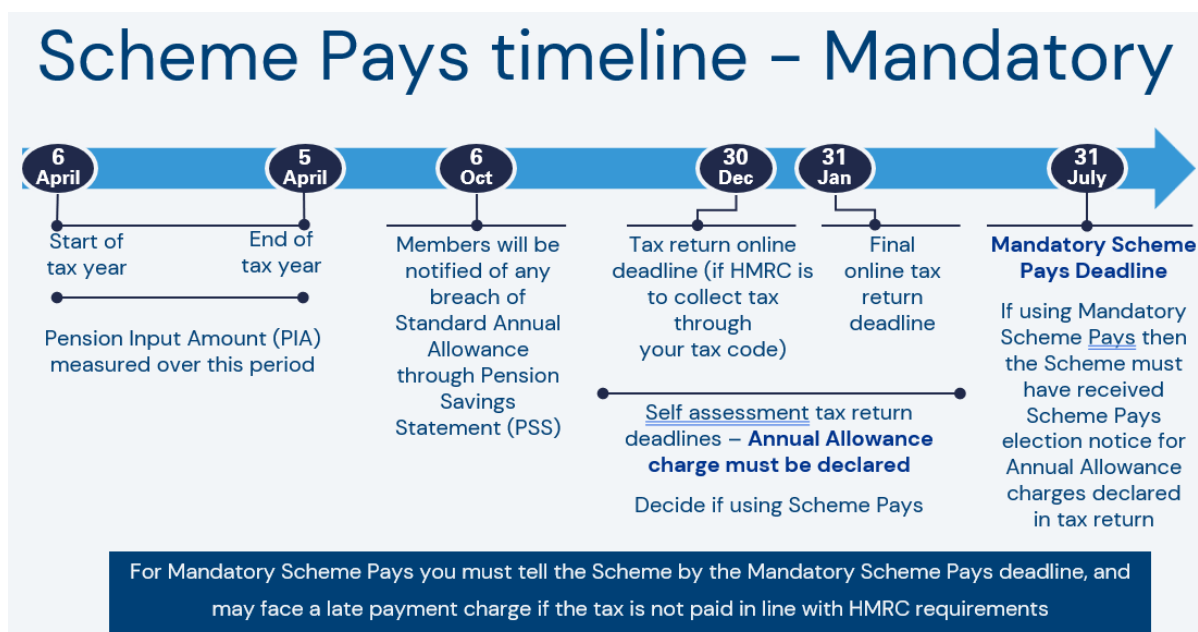 Scheme Pays timeline – Mandatory
6
April
5
April
6
Oct
30
Dec
31
Jan
31
July
Start of
tax year
End of
tax year
Pension Input Amount (PIA)
measured over this period
Members will be
notified of any
breach of
Standard Annual
Allowance
through Pension
Savings
Statement (PSS)
Tax return online
deadline (if HMRC is
to collect tax
through
your tax code)
Final
online tax
return
deadline
Self assessment tax return
deadlines – Annual Allowance
charge must be declared
Decide if using Scheme Pays
Mandatory Scheme
Pays Deadline
If using Mandatory
Scheme Pays then
the Scheme must
have received
Scheme Pays
election notice for
Annual Allowance
charges declared
in tax return
For Mandatory Scheme Pays you must tell the Scheme by the Mandatory Scheme Pays deadline, and
may face a late payment charge if the tax is not paid in line with HMRC requirements